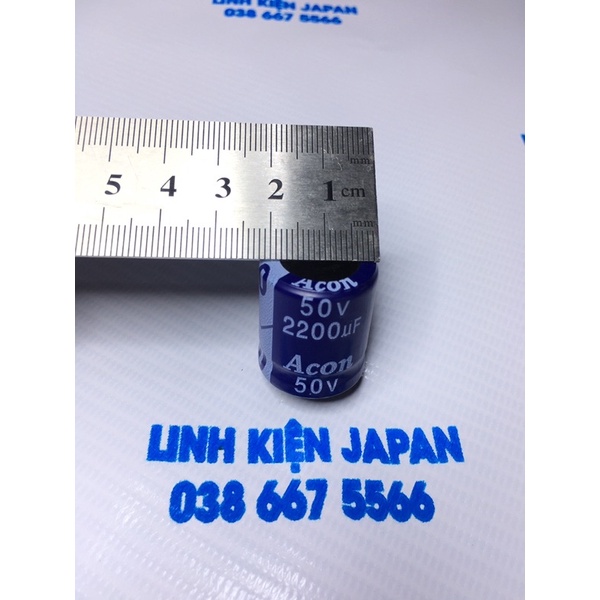 LINH KIỆN JAPAN
038 667 5566
mm
5 4 3 2 1 cm
mm
Acon
50V
2200µF
Acon
50V
LINH KIỆN JAPAN
038 667 5566